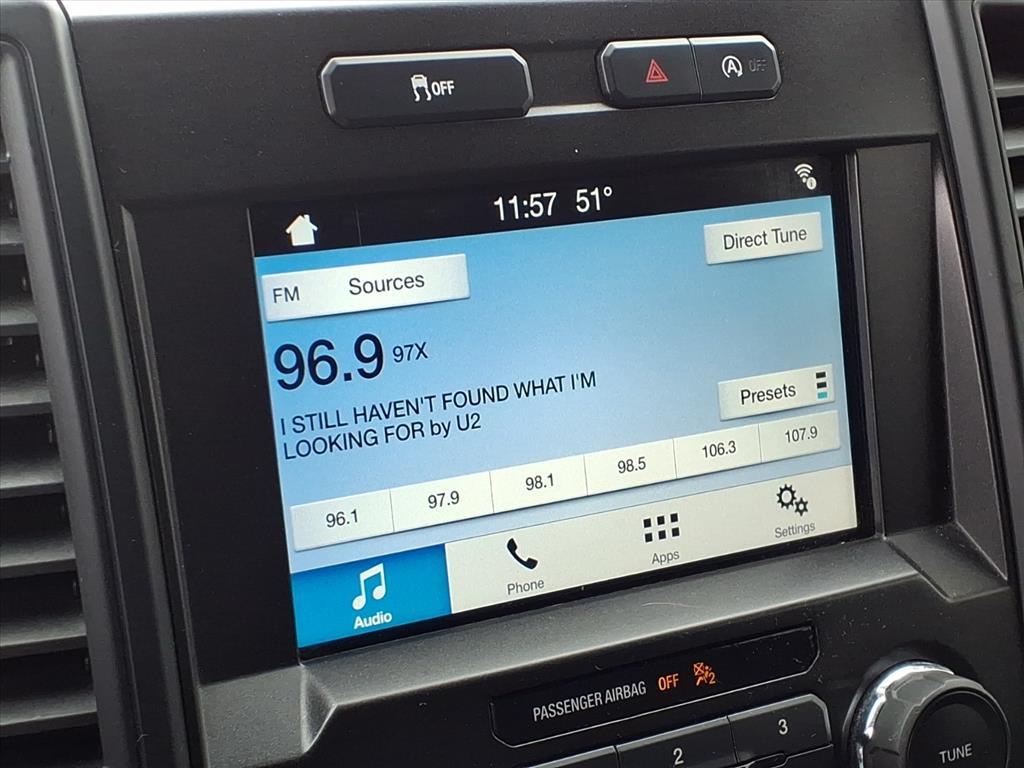 OFF
OFF
11:57 51°
FM Sources
Direct Tune
96.9 97X
I STILL HAVEN'T FOUND WHAT I'M
LOOKING FOR by U2
Presets
96.1 97.9 98.1 98.5 106.3 107.9
Audio Phone Apps Settings
PASSENGER AIRBAG OFF 2
2 3
TUNE